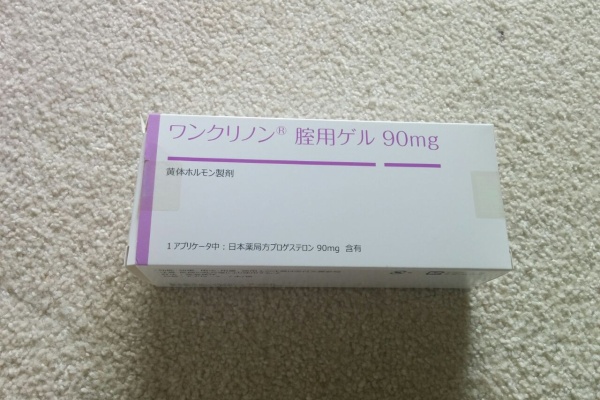 ワンクリノン® 腟用ゲル 90mg
黄体ホルモン製剤
1アプリケータ中：日本薬局方プロゲステロン 90mg 含有